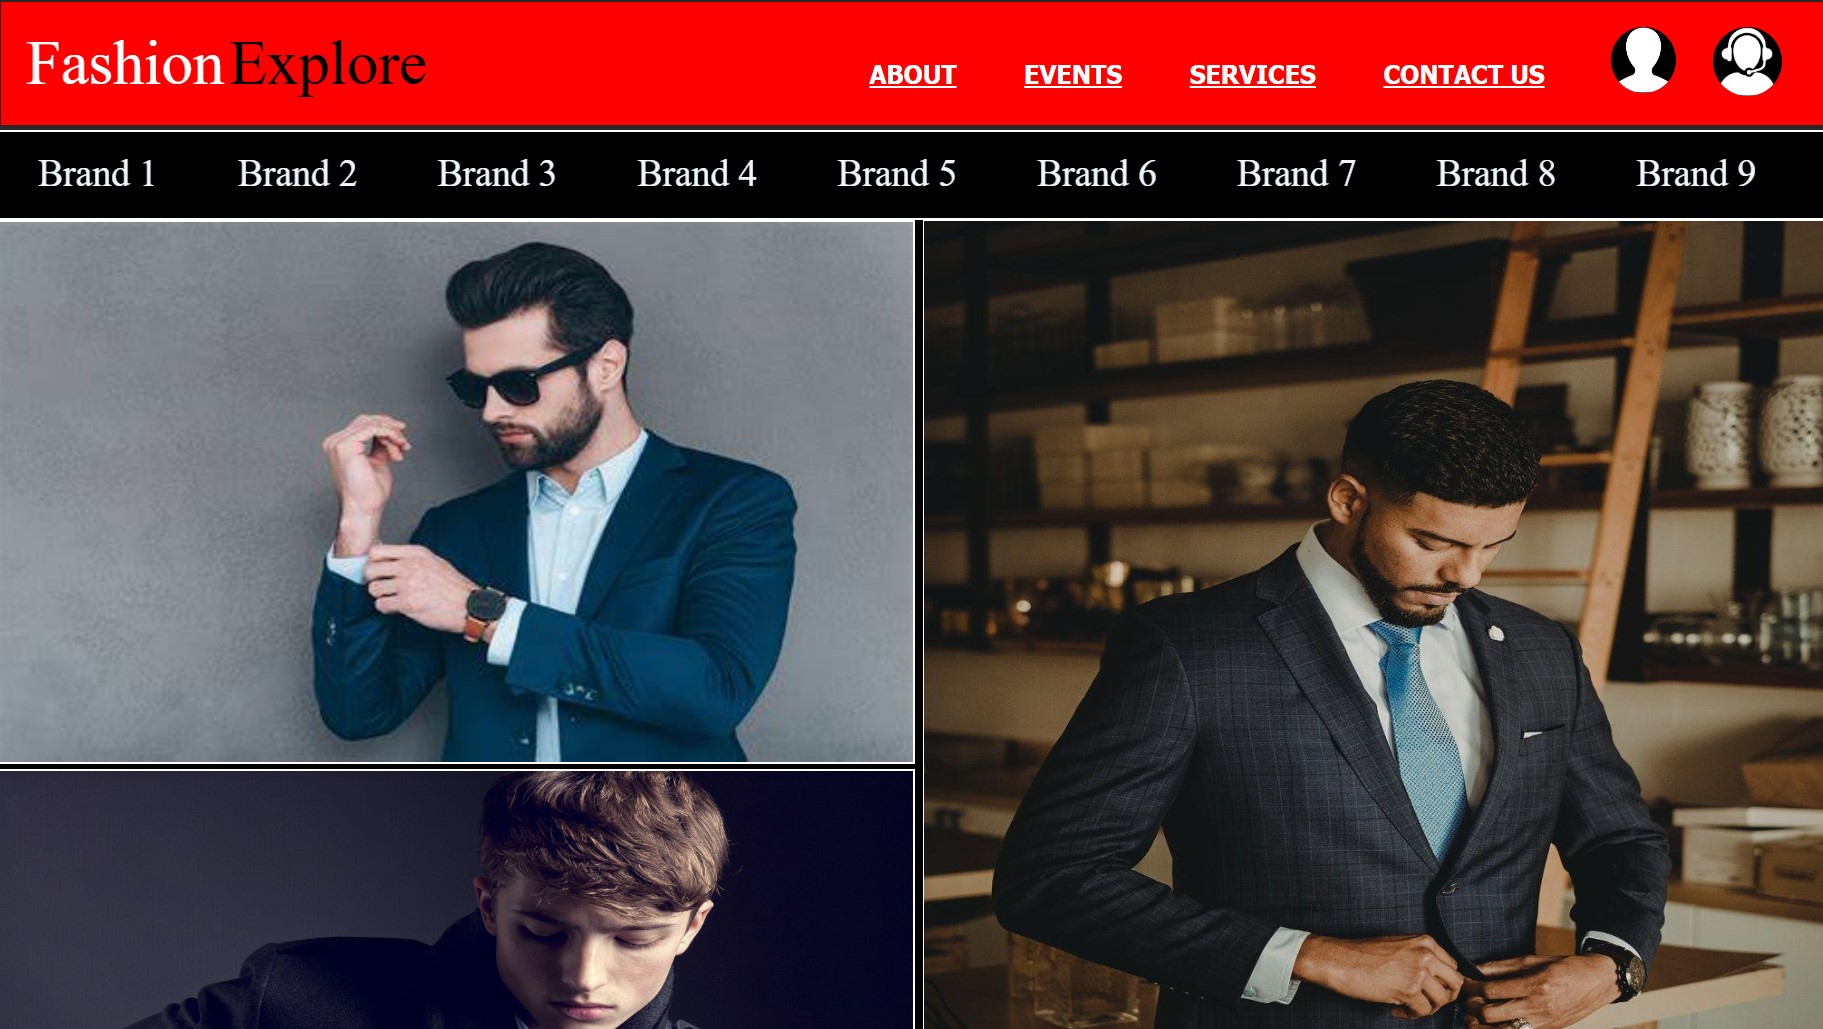 Fashion Explore
ABOUT EVENTS SERVICES CONTACT US
Brand 1 Brand 2 Brand 3 Brand 4 Brand 5 Brand 6 Brand 7 Brand 8 Brand 9